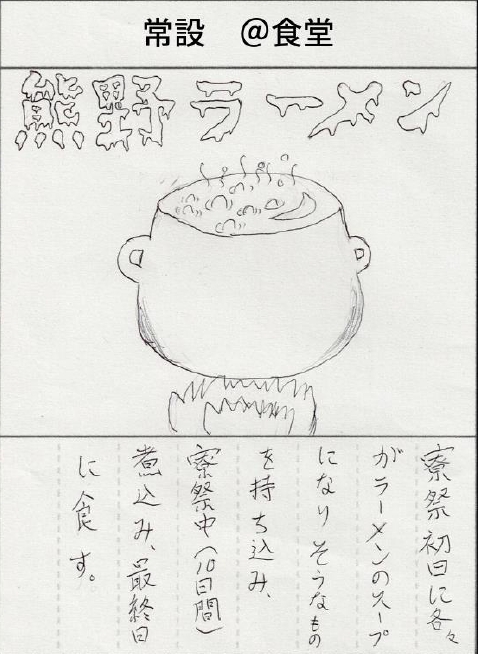 常設　@食堂
熊野ラーメン
寮祭初日に各々
がラーメンのスープ
になりそうなもの
を持ち込み、
寮祭中(10日間)
煮込み、最終日
に食す。